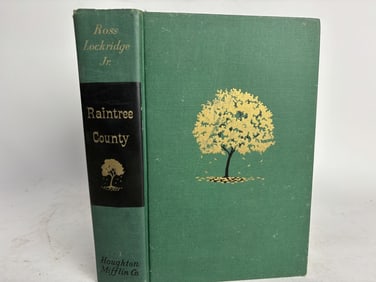 Ross
Lockridge
Jr.
Raintree
County
Houghton
Mifflin Co